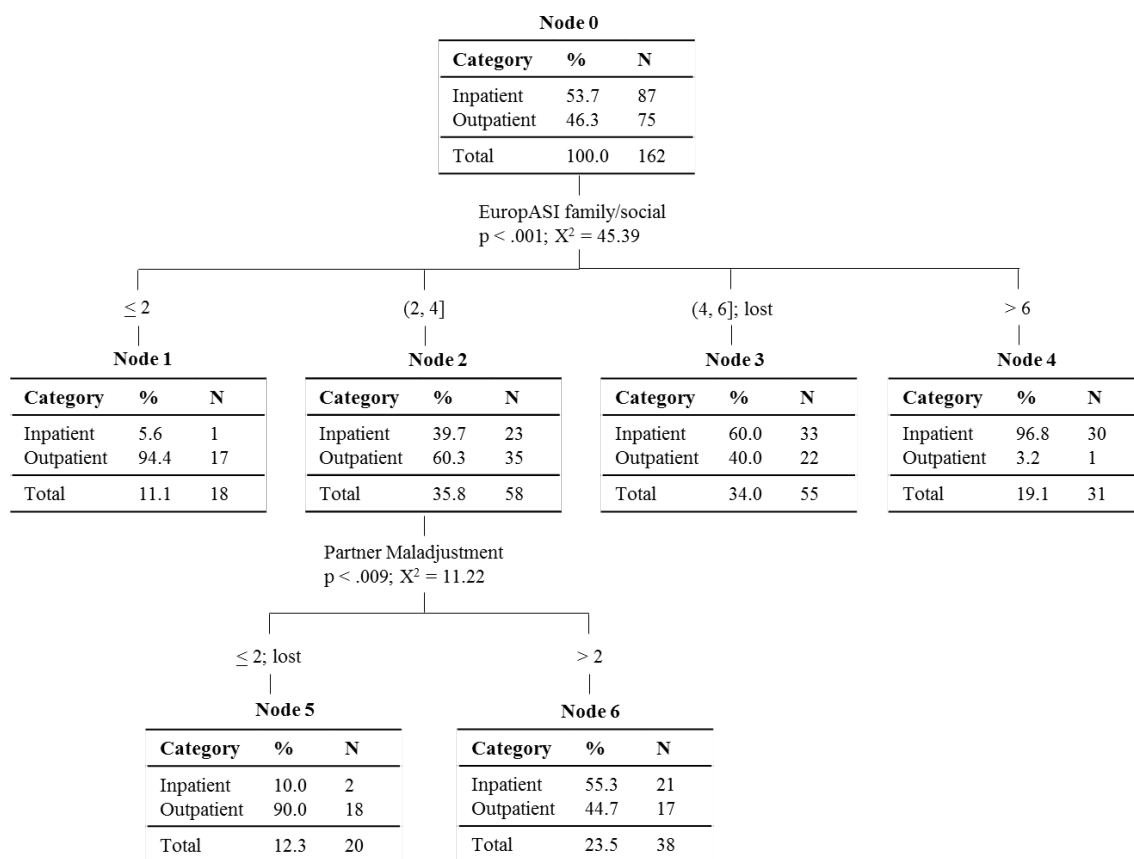 Node 0
Category % N
Inpatient 53.7 87
Outpatient 46.3 75
Total 100.0 162
EuropASI family/social
p < .001; X² = 45.39
≤ 2
(2, 4]
(4, 6]; lost
> 6
Node 1
Category % N
Inpatient 5.6 1
Outpatient 94.4 17
Total 11.1 18
Node 2
Category % N
Inpatient 39.7 23
Outpatient 60.3 35
Total 35.8 58
Node 3
Category % N
Inpatient 60.0 33
Outpatient 40.0 22
Total 34.0 55
Node 4
Category % N
Inpatient 96.8 30
Outpatient 3.2 1
Total 19.1 31
Partner Maladjustment
p < .009; X² = 11.22
≤ 2; lost
> 2
Node 5
Category % N
Inpatient 10.0 2
Outpatient 90.0 18
Total 12.3 20
Node 6
Category % N
Inpatient 55.3 21
Outpatient 44.7 17
Total 23.5 38